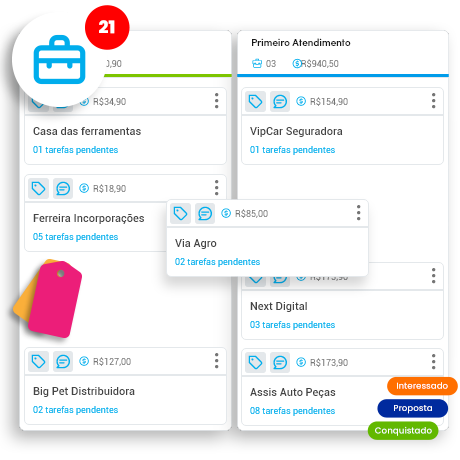 21
0,90
R$34,90
Casa das ferramentas
01 tarefas pendentes
R$18,90
Ferreira Incorporações
05 tarefas pendentes
R$127,00
Big Pet Distribuidora
02 tarefas pendentes
R$85,00
Via Agro
02 tarefas pendentes
Primeiro Atendimento
03 R$940,50
R$154,90
VipCar Seguradora
01 tarefas pendentes
R$173,90
Next Digital
03 tarefas pendentes
R$173,90
Assis Auto Peças
08 tarefas pendentes
Interessado
Proposta
Conquistado